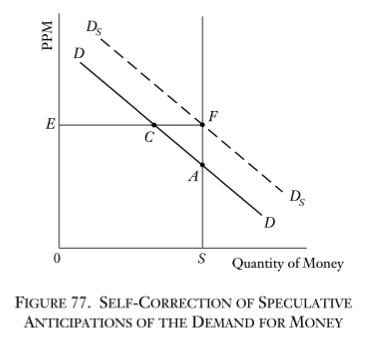 PPM
D_S
D
E
F
C
A
D_S
D
0
S
Quantity of Money
FIGURE 77. SELF-CORRECTION OF SPECULATIVE
ANTICIPATIONS OF THE DEMAND FOR MONEY